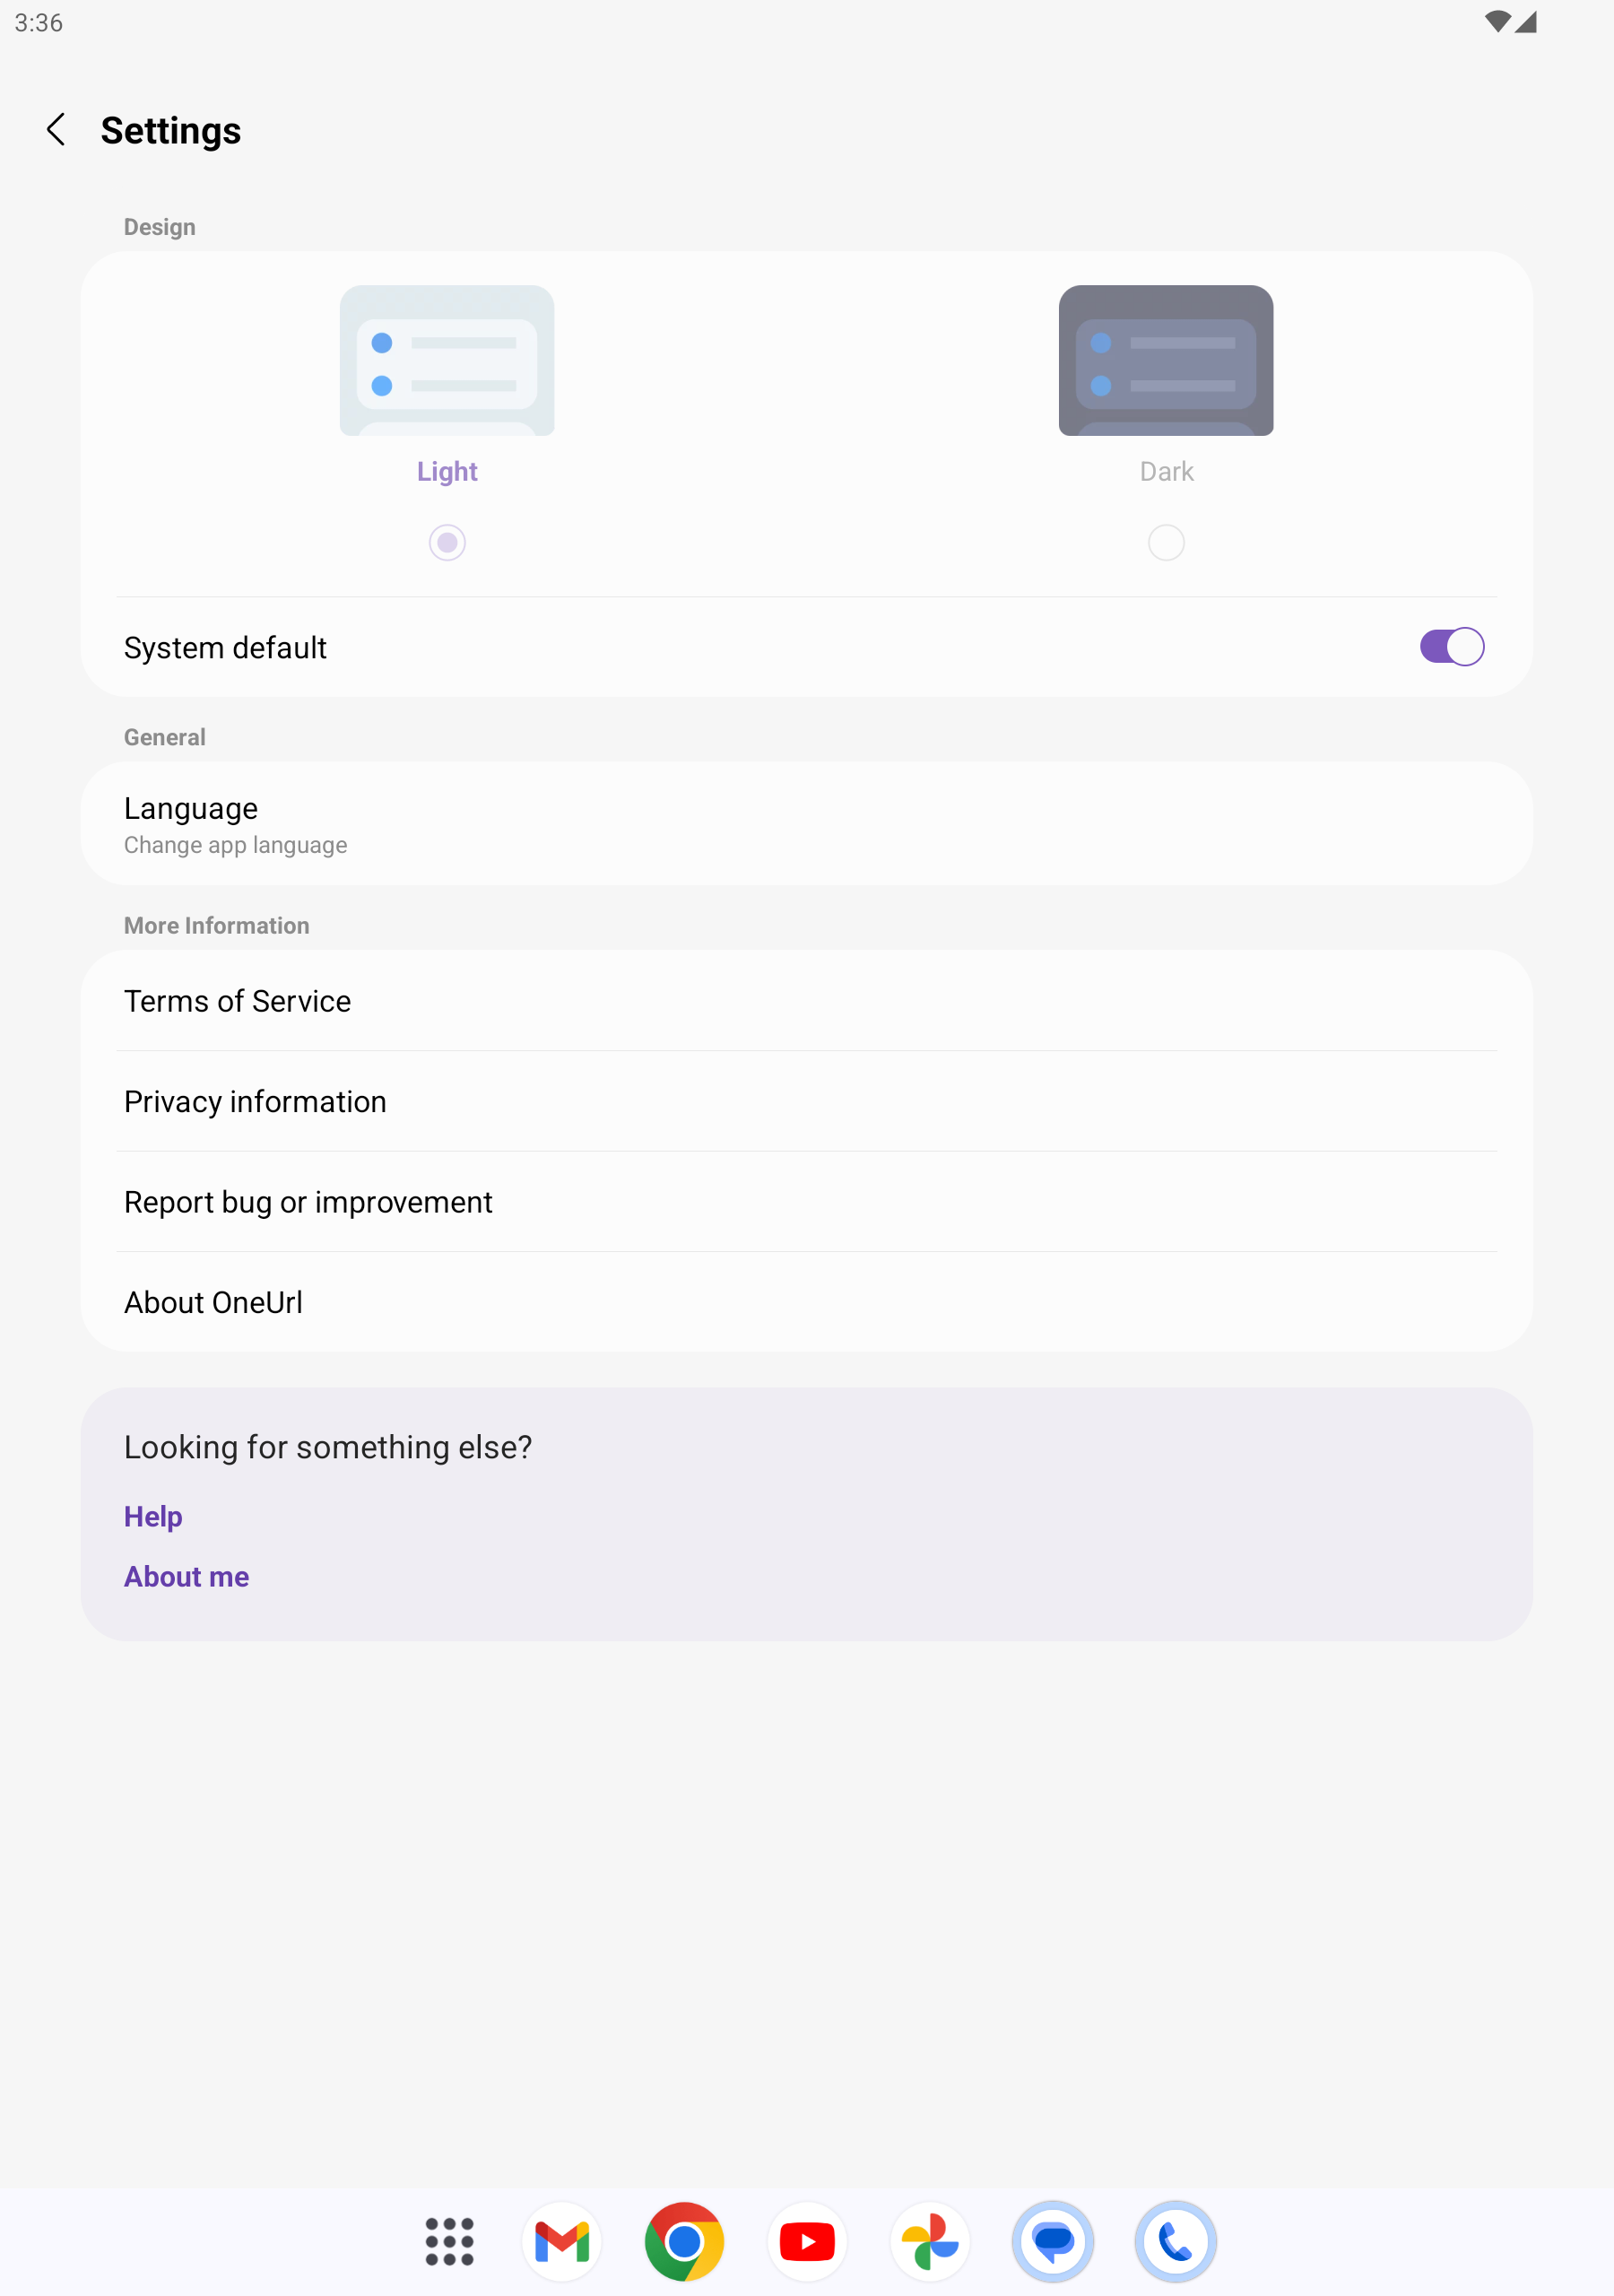 3:36
Settings
Design
Light
Dark
System default
General
Language
Change app language
More Information
Terms of Service
Privacy information
Report bug or improvement
About OneUrl
Looking for something else?
Help
About me